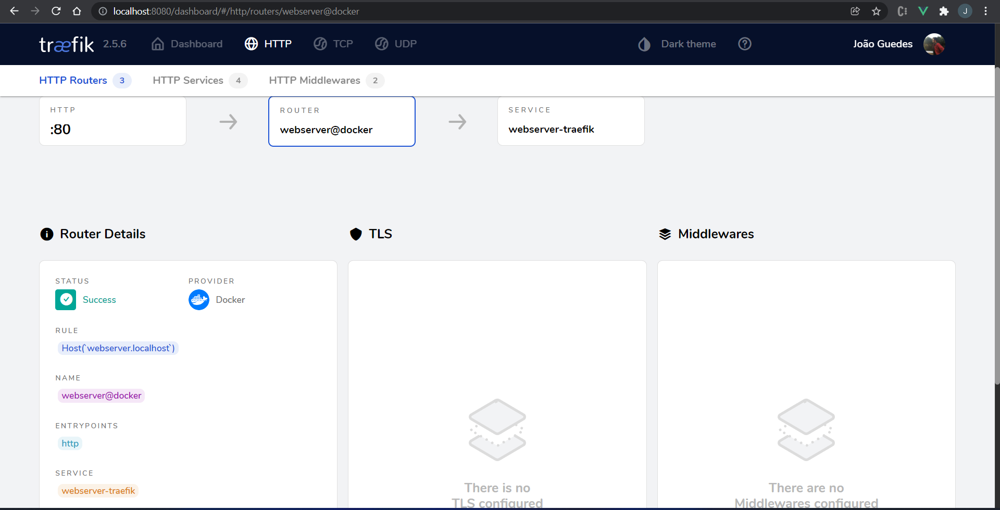 localhost:8080/dashboard/#/http/routers/webserver@docker
J
træfik 2.5.6 Dashboard HTTP TCP UDP Dark theme João Guedes
HTTP Routers 3 HTTP Services 4 HTTP Middlewares 2
HTTP
:80
ROUTER
webserver@docker
SERVICE
webserver-traefik
Router Details
STATUS
Success
PROVIDER
Docker
RULE
Host(`webserver.localhost`)
NAME
webserver@docker
ENTRYPOINTS
http
SERVICE
webserver-traefik
TLS
There is no
TLS configured
Middlewares
There are no
Middlewares configured